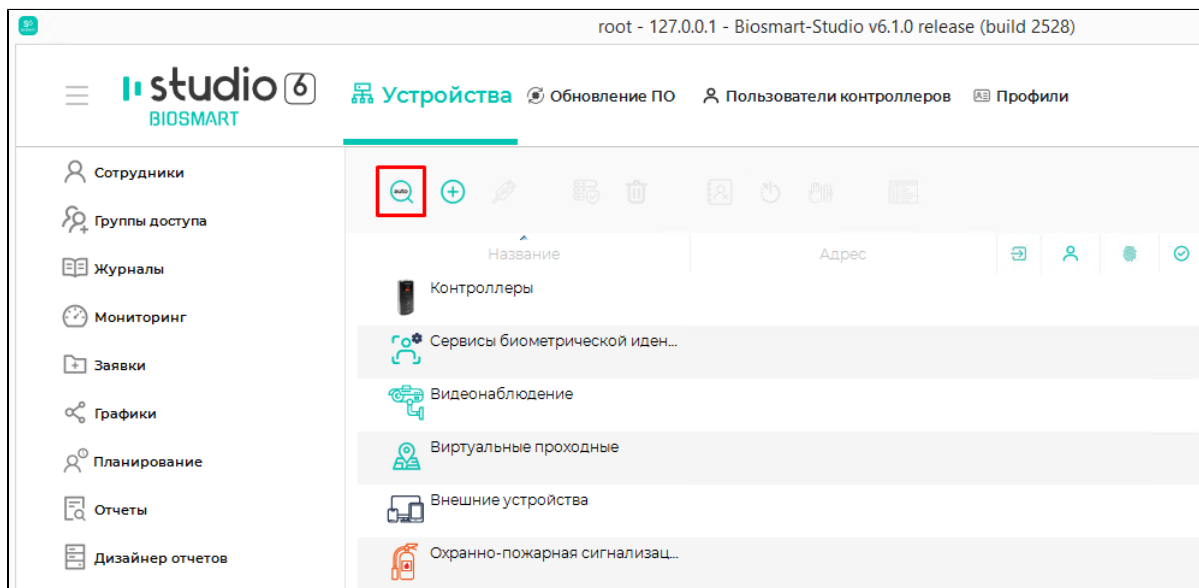 root - 127.0.0.1 - Biosmart-Studio v6.1.0 release (build 2528)
studio 6
BIOSMART
Устройства Обновление ПО Пользователи контроллеров Профили
Сотрудники
Группы доступа
Журналы
Мониторинг
Заявки
Графики
Планирование
Отчеты
Дизайнер отчетов
auto
Название Адрес
Контроллеры
Сервисы биометрической иден...
Видеонаблюдение
Виртуальные проходные
Внешние устройства
Охранно-пожарная сигнализац...